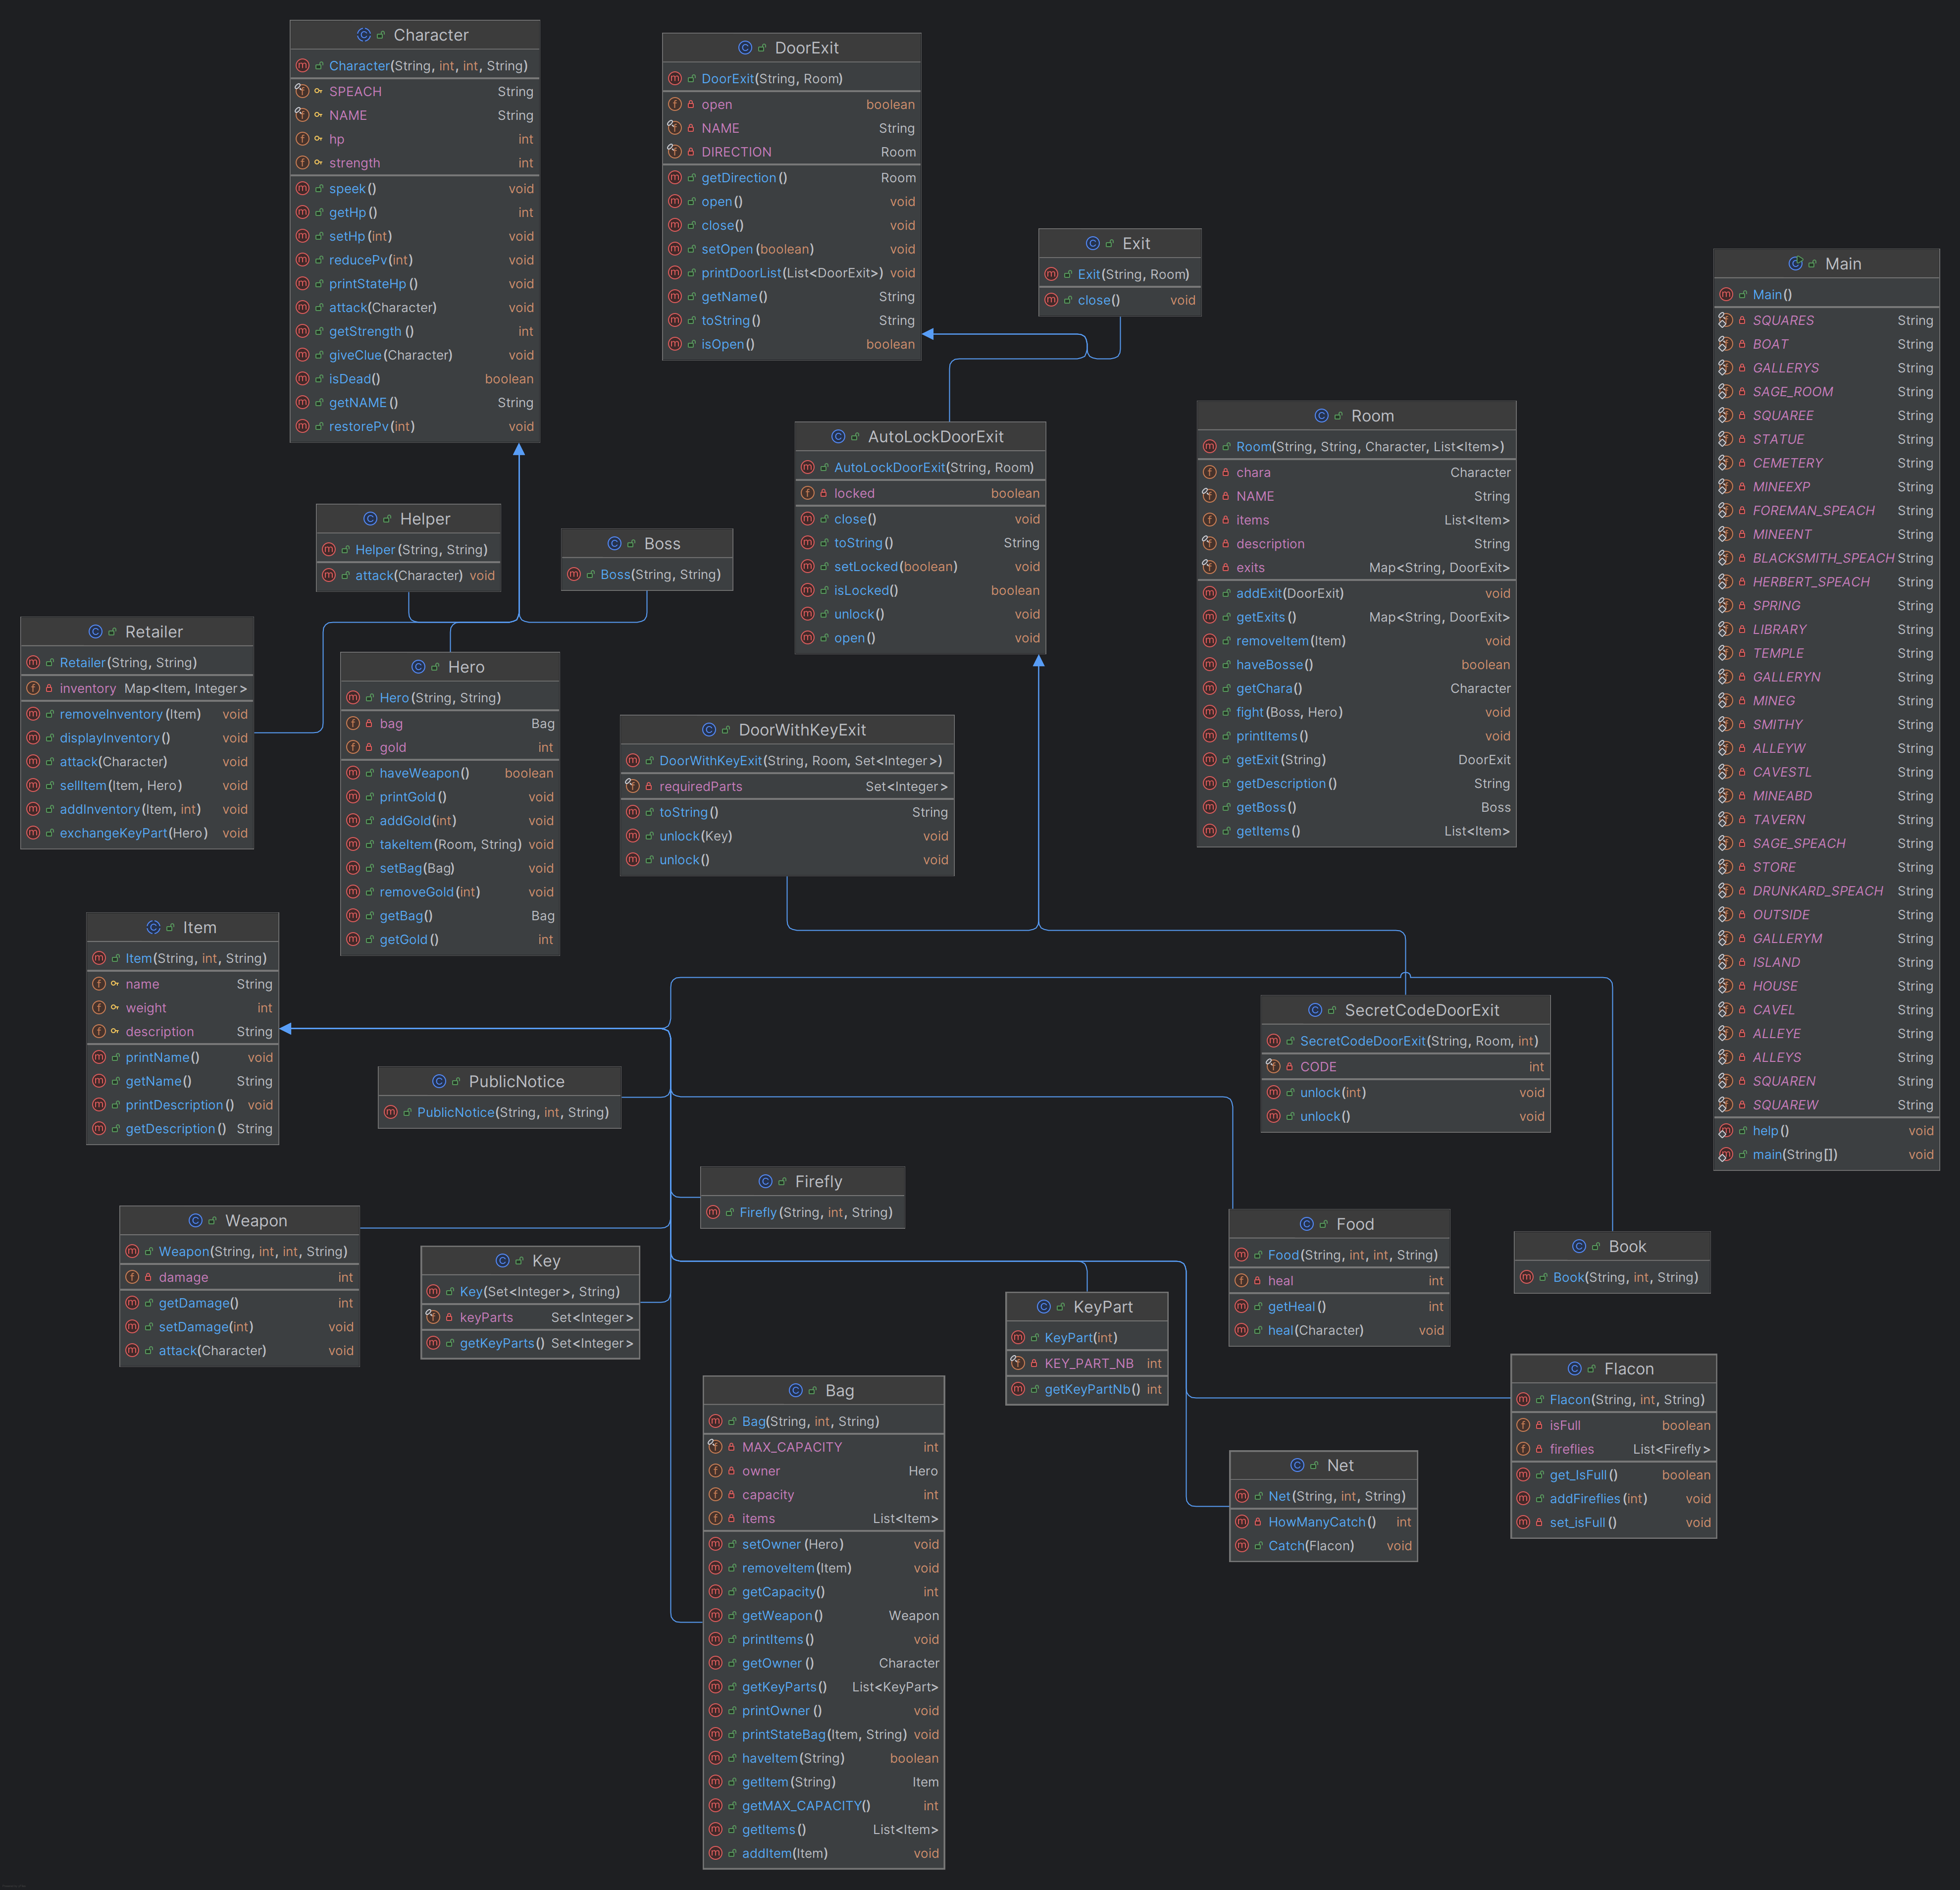 Character
Character(String, int, int, String)
SPEACH String
NAME String
hp int
strength int
speek() void
getHp() int
setHp(int) void
reducePv(int) void
printStateHp() void
attack(Character) void
getStrength() int
giveClue(Character) void
isDead() boolean
getNAME() String
restorePv(int) void
DoorExit
DoorExit(String, Room)
open boolean
NAME String
DIRECTION Room
getDirection() Room
open() void
close() void
setOpen(boolean) void
printDoorList(List<DoorExit>) void
getName() String
toString() String
isOpen() boolean
Exit
Exit(String, Room)
close() void
Main
Main()
SQUARES String
BOAT String
GALLERYS String
SAGE_ROOM String
SQUAREE String
STATUE String
CEMETERY String
MINEEXP String
FOREMAN_SPEACH String
MINEENT String
BLACKSMITH_SPEACH String
HERBERT_SPEACH String
SPRING String
LIBRARY String
TEMPLE String
GALLERYN String
MINEG String
SMITHY String
ALLEYW String
CAVESTL String
MINEABD String
TAVERN String
SAGE_SPEACH String
STORE String
DRUNKARD_SPEACH String
OUTSIDE String
GALLERYM String
ISLAND String
HOUSE String
CAVEL String
ALLEYE String
ALLEYS String
SQUAREN String
SQUAREW String
help() void
main(String[]) void
AutoLockDoorExit
AutoLockDoorExit(String, Room)
locked boolean
close() void
toString() String
setLocked(boolean) void
isLocked() boolean
unlock() void
open() void
Room
Room(String, String, Character, List<Item>)
chara Character
NAME String
items List<Item>
description String
exits Map<String, DoorExit>
addExit(DoorExit) void
getExits() Map<String, DoorExit>
removeItem(Item) void
haveBosse() boolean
getChara() Character
fight(Boss, Hero) void
printItems() void
getExit(String) DoorExit
getDescription() String
getBoss() Boss
getItems() List<Item>
Helper
Helper(String, String)
attack(Character) void
Boss
Boss(String, String)
Retailer
Retailer(String, String)
inventory Map<Item, Integer>
removeInventory(Item) void
displayInventory() void
attack(Character) void
sellItem(Item, Hero) void
addInventory(Item, int) void
exchangeKeyPart(Hero) void
Hero
Hero(String, String)
bag Bag
gold int
haveWeapon() boolean
printGold() void
addGold(int) void
takeItem(Room, String) void
setBag(Bag) void
removeGold(int) void
getBag() Bag
getGold() int
DoorWithKeyExit
DoorWithKeyExit(String, Room, Set<Integer>)
requiredParts Set<Integer>
toString() String
unlock(Key) void
unlock() void
Item
Item(String, int, String)
name String
weight int
description String
printName() void
getName() String
printDescription() void
getDescription() String
SecretCodeDoorExit
SecretCodeDoorExit(String, Room, int)
CODE int
unlock(int) void
unlock() void
PublicNotice
PublicNotice(String, int, String)
Firefly
Firefly(String, int, String)
Weapon
Weapon(String, int, int, String)
damage int
getDamage() int
setDamage(int) void
attack(Character) void
Key
Key(Set<Integer>, String)
keyParts Set<Integer>
getKeyParts() Set<Integer>
KeyPart
KeyPart(int)
KEY_PART_NB int
getKeyPartNb() int
Food
Food(String, int, int, String)
heal int
getHeal() int
heal(Character) void
Book
Book(String, int, String)
Flacon
Flacon(String, int, String)
isFull boolean
fireflies List<Firefly>
get_IsFull() boolean
addFireflies(int) void
set_isFull() void
Net
Net(String, int, String)
HowManyCatch() int
Catch(Flacon) void
Bag
Bag(String, int, String)
MAX_CAPACITY int
owner Hero
capacity int
items List<Item>
setOwner(Hero) void
removeItem(Item) void
getCapacity() int
getWeapon() Weapon
printItems() void
getOwner() Character
getKeyParts() List<KeyPart>
printOwner() void
printStateBag(Item, String) void
haveItem(String) boolean
getItem(String) Item
getMAX_CAPACITY() int
getItems() List<Item>
addItem(Item) void